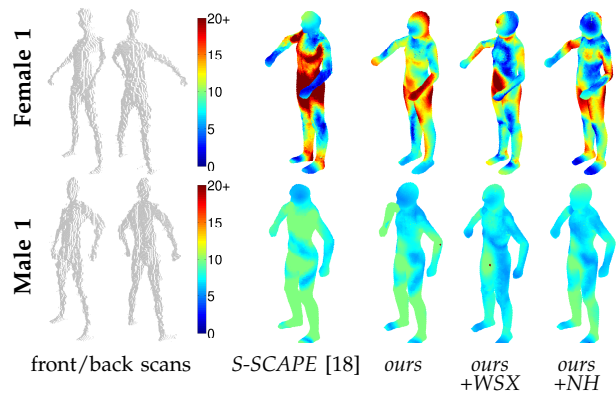 Female 1
20+
15
10
5
0
Male 1
20+
15
10
5
0
front/back scans
S-SCAPE [18]
ours
ours
+WSX
ours
+NH